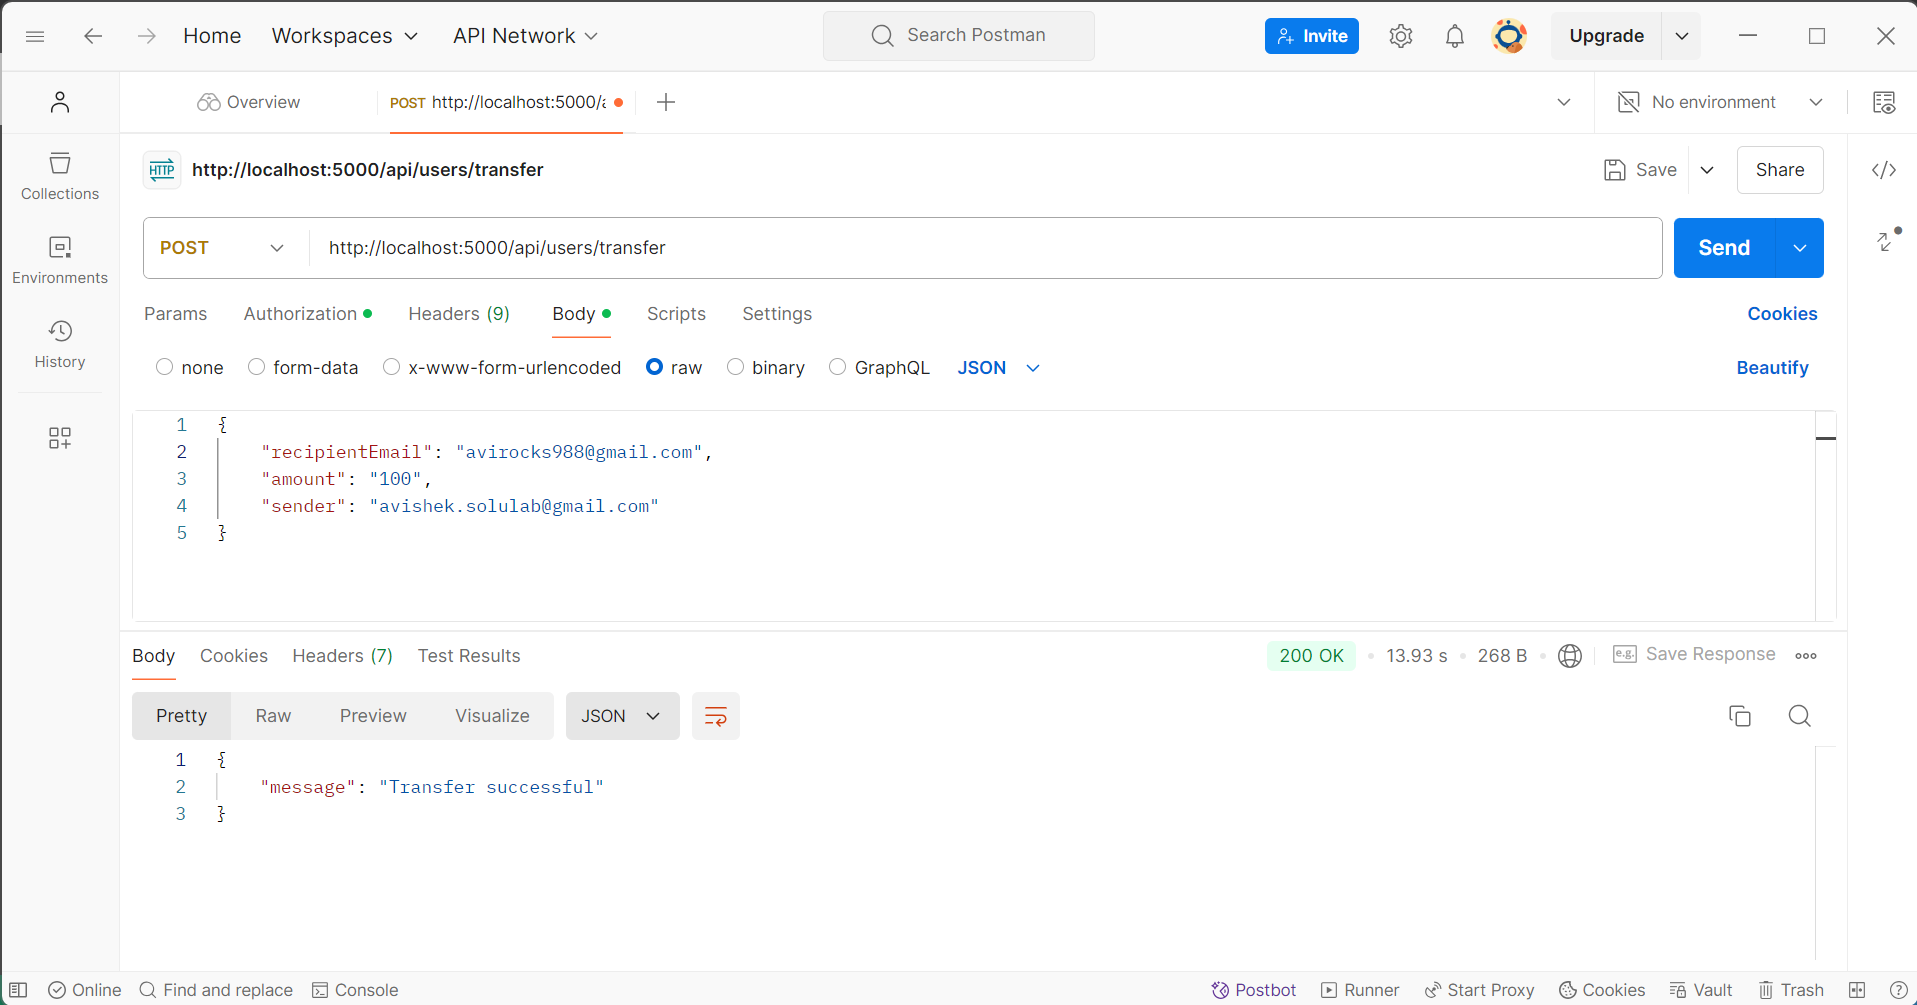 Home Workspaces API Network Search Postman Invite Upgrade
Overview POST http://localhost:5000/a No environment
HTTP http://localhost:5000/api/users/transfer Save Share
Collections
POST http://localhost:5000/api/users/transfer Send
Environments
Params Authorization Headers (9) Body Scripts Settings Cookies
History
none form-data x-www-form-urlencoded raw binary GraphQL JSON Beautify
1 {
2 "recipientEmail": "avirocks988@gmail.com",
3 "amount": "100",
4 "sender": "avishek.solulab@gmail.com"
5 }
Body Cookies Headers (7) Test Results 200 OK 13.93 s 268 B e.g. Save Response
Pretty Raw Preview Visualize JSON
1 {
2 "message": "Transfer successful"
3 }
Online Find and replace Console Postbot Runner Start Proxy Cookies Vault Trash